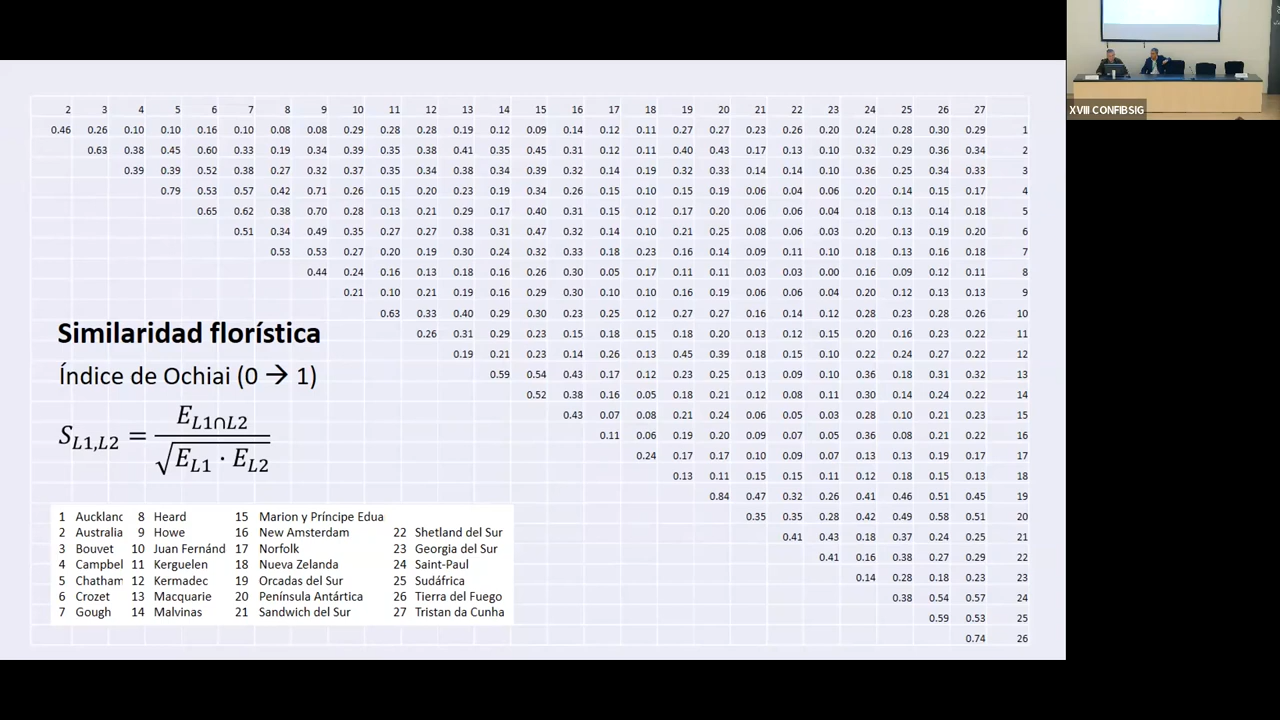 XVIII CONFIBSIG
2 3 4 5 6 7 8 9 10 11 12 13 14 15 16 17 18 19 20 21 22 23 24 25 26 27
0.46 0.26 0.10 0.10 0.16 0.10 0.08 0.08 0.29 0.28 0.28 0.19 0.12 0.09 0.14 0.12 0.11 0.27 0.27 0.23 0.26 0.20 0.24 0.28 0.30 0.29 1
0.63 0.38 0.45 0.60 0.33 0.19 0.34 0.39 0.35 0.38 0.41 0.35 0.45 0.31 0.12 0.11 0.40 0.43 0.17 0.13 0.10 0.32 0.29 0.36 0.34 2
0.39 0.39 0.52 0.38 0.27 0.32 0.37 0.35 0.34 0.38 0.34 0.39 0.32 0.14 0.19 0.32 0.33 0.14 0.14 0.10 0.36 0.25 0.34 0.33 3
0.79 0.53 0.57 0.42 0.71 0.26 0.15 0.20 0.23 0.19 0.34 0.26 0.15 0.10 0.15 0.19 0.06 0.04 0.06 0.20 0.14 0.15 0.17 4
0.65 0.62 0.38 0.70 0.28 0.13 0.21 0.29 0.17 0.40 0.31 0.15 0.12 0.17 0.20 0.06 0.06 0.04 0.18 0.13 0.14 0.18 5
0.51 0.34 0.49 0.35 0.27 0.27 0.38 0.31 0.47 0.32 0.14 0.10 0.21 0.25 0.08 0.06 0.03 0.20 0.13 0.19 0.20 6
0.53 0.53 0.27 0.20 0.19 0.30 0.24 0.32 0.33 0.18 0.23 0.16 0.14 0.09 0.11 0.10 0.18 0.13 0.16 0.18 7
0.44 0.24 0.16 0.13 0.18 0.16 0.26 0.30 0.05 0.17 0.11 0.11 0.03 0.03 0.00 0.16 0.09 0.12 0.11 8
0.21 0.10 0.21 0.19 0.16 0.29 0.30 0.10 0.10 0.16 0.19 0.06 0.06 0.04 0.20 0.12 0.13 0.13 9
0.63 0.33 0.40 0.29 0.30 0.23 0.25 0.12 0.27 0.27 0.16 0.14 0.12 0.28 0.23 0.28 0.26 10
0.26 0.31 0.29 0.23 0.15 0.18 0.15 0.18 0.20 0.13 0.12 0.15 0.20 0.16 0.23 0.22 11
0.19 0.21 0.23 0.14 0.26 0.13 0.45 0.39 0.18 0.15 0.10 0.22 0.24 0.27 0.22 12
0.59 0.54 0.43 0.17 0.12 0.23 0.25 0.13 0.09 0.10 0.36 0.18 0.31 0.32 13
0.52 0.38 0.16 0.05 0.18 0.21 0.12 0.08 0.11 0.30 0.14 0.24 0.22 14
0.43 0.07 0.08 0.21 0.24 0.06 0.05 0.03 0.28 0.10 0.21 0.23 15
0.11 0.06 0.19 0.20 0.09 0.07 0.05 0.36 0.08 0.21 0.22 16
0.24 0.17 0.17 0.10 0.09 0.07 0.13 0.13 0.19 0.17 17
0.13 0.11 0.15 0.15 0.11 0.12 0.18 0.15 0.13 18
0.84 0.47 0.32 0.26 0.41 0.46 0.51 0.45 19
0.35 0.35 0.28 0.42 0.49 0.58 0.51 20
0.41 0.43 0.18 0.37 0.24 0.25 21
0.41 0.16 0.38 0.27 0.29 22
0.14 0.28 0.18 0.23 23
0.38 0.54 0.57 24
0.59 0.53 25
0.74 26
Similaridad florística
Índice de Ochiai (0 → 1)
S_{L1,L2} = E_{L1∩L2} / √(E_{L1} · E_{L2})
1 Aucklanc 8 Heard 15 Marion y Príncipe Edua
2 Australia 9 Howe 16 New Amsterdam 22 Shetland del Sur
3 Bouvet 10 Juan Fernánd 17 Norfolk 23 Georgia del Sur
4 Campbel 11 Kerguelen 18 Nueva Zelanda 24 Saint-Paul
5 Chatham 12 Kermadec 19 Orcadas del Sur 25 Sudáfrica
6 Crozet 13 Macquarie 20 Península Antártica 26 Tierra del Fuego
7 Gough 14 Malvinas 21 Sandwich del Sur 27 Tristan da Cunha